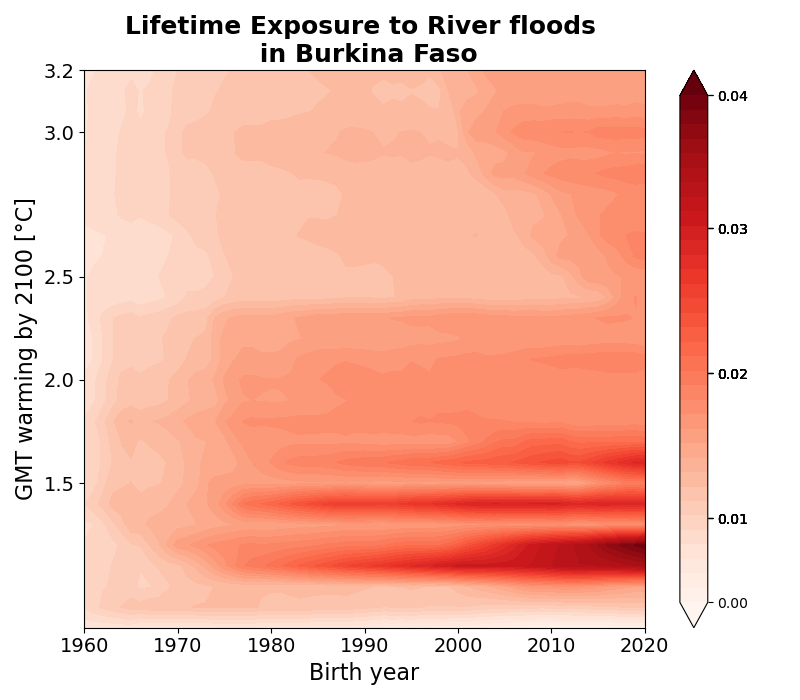 Lifetime Exposure to River floods
in Burkina Faso
GMT warming by 2100 [°C]
3.2
3.0
2.5
2.0
1.5
1960 1970 1980 1990 2000 2010 2020
Birth year
0.04
0.03
0.02
0.01
0.00